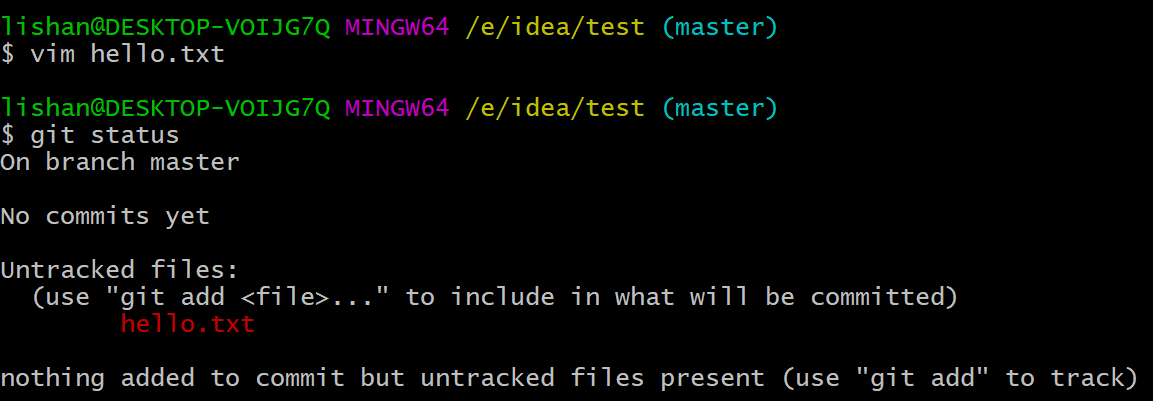 lishan@DESKTOP-VOIJG7Q MINGW64 /e/idea/test (master)
$ vim hello.txt
lishan@DESKTOP-VOIJG7Q MINGW64 /e/idea/test (master)
$ git status
On branch master
No commits yet
Untracked files:
  (use "git add <file>..." to include in what will be committed)
        hello.txt
nothing added to commit but untracked files present (use "git add" to track)